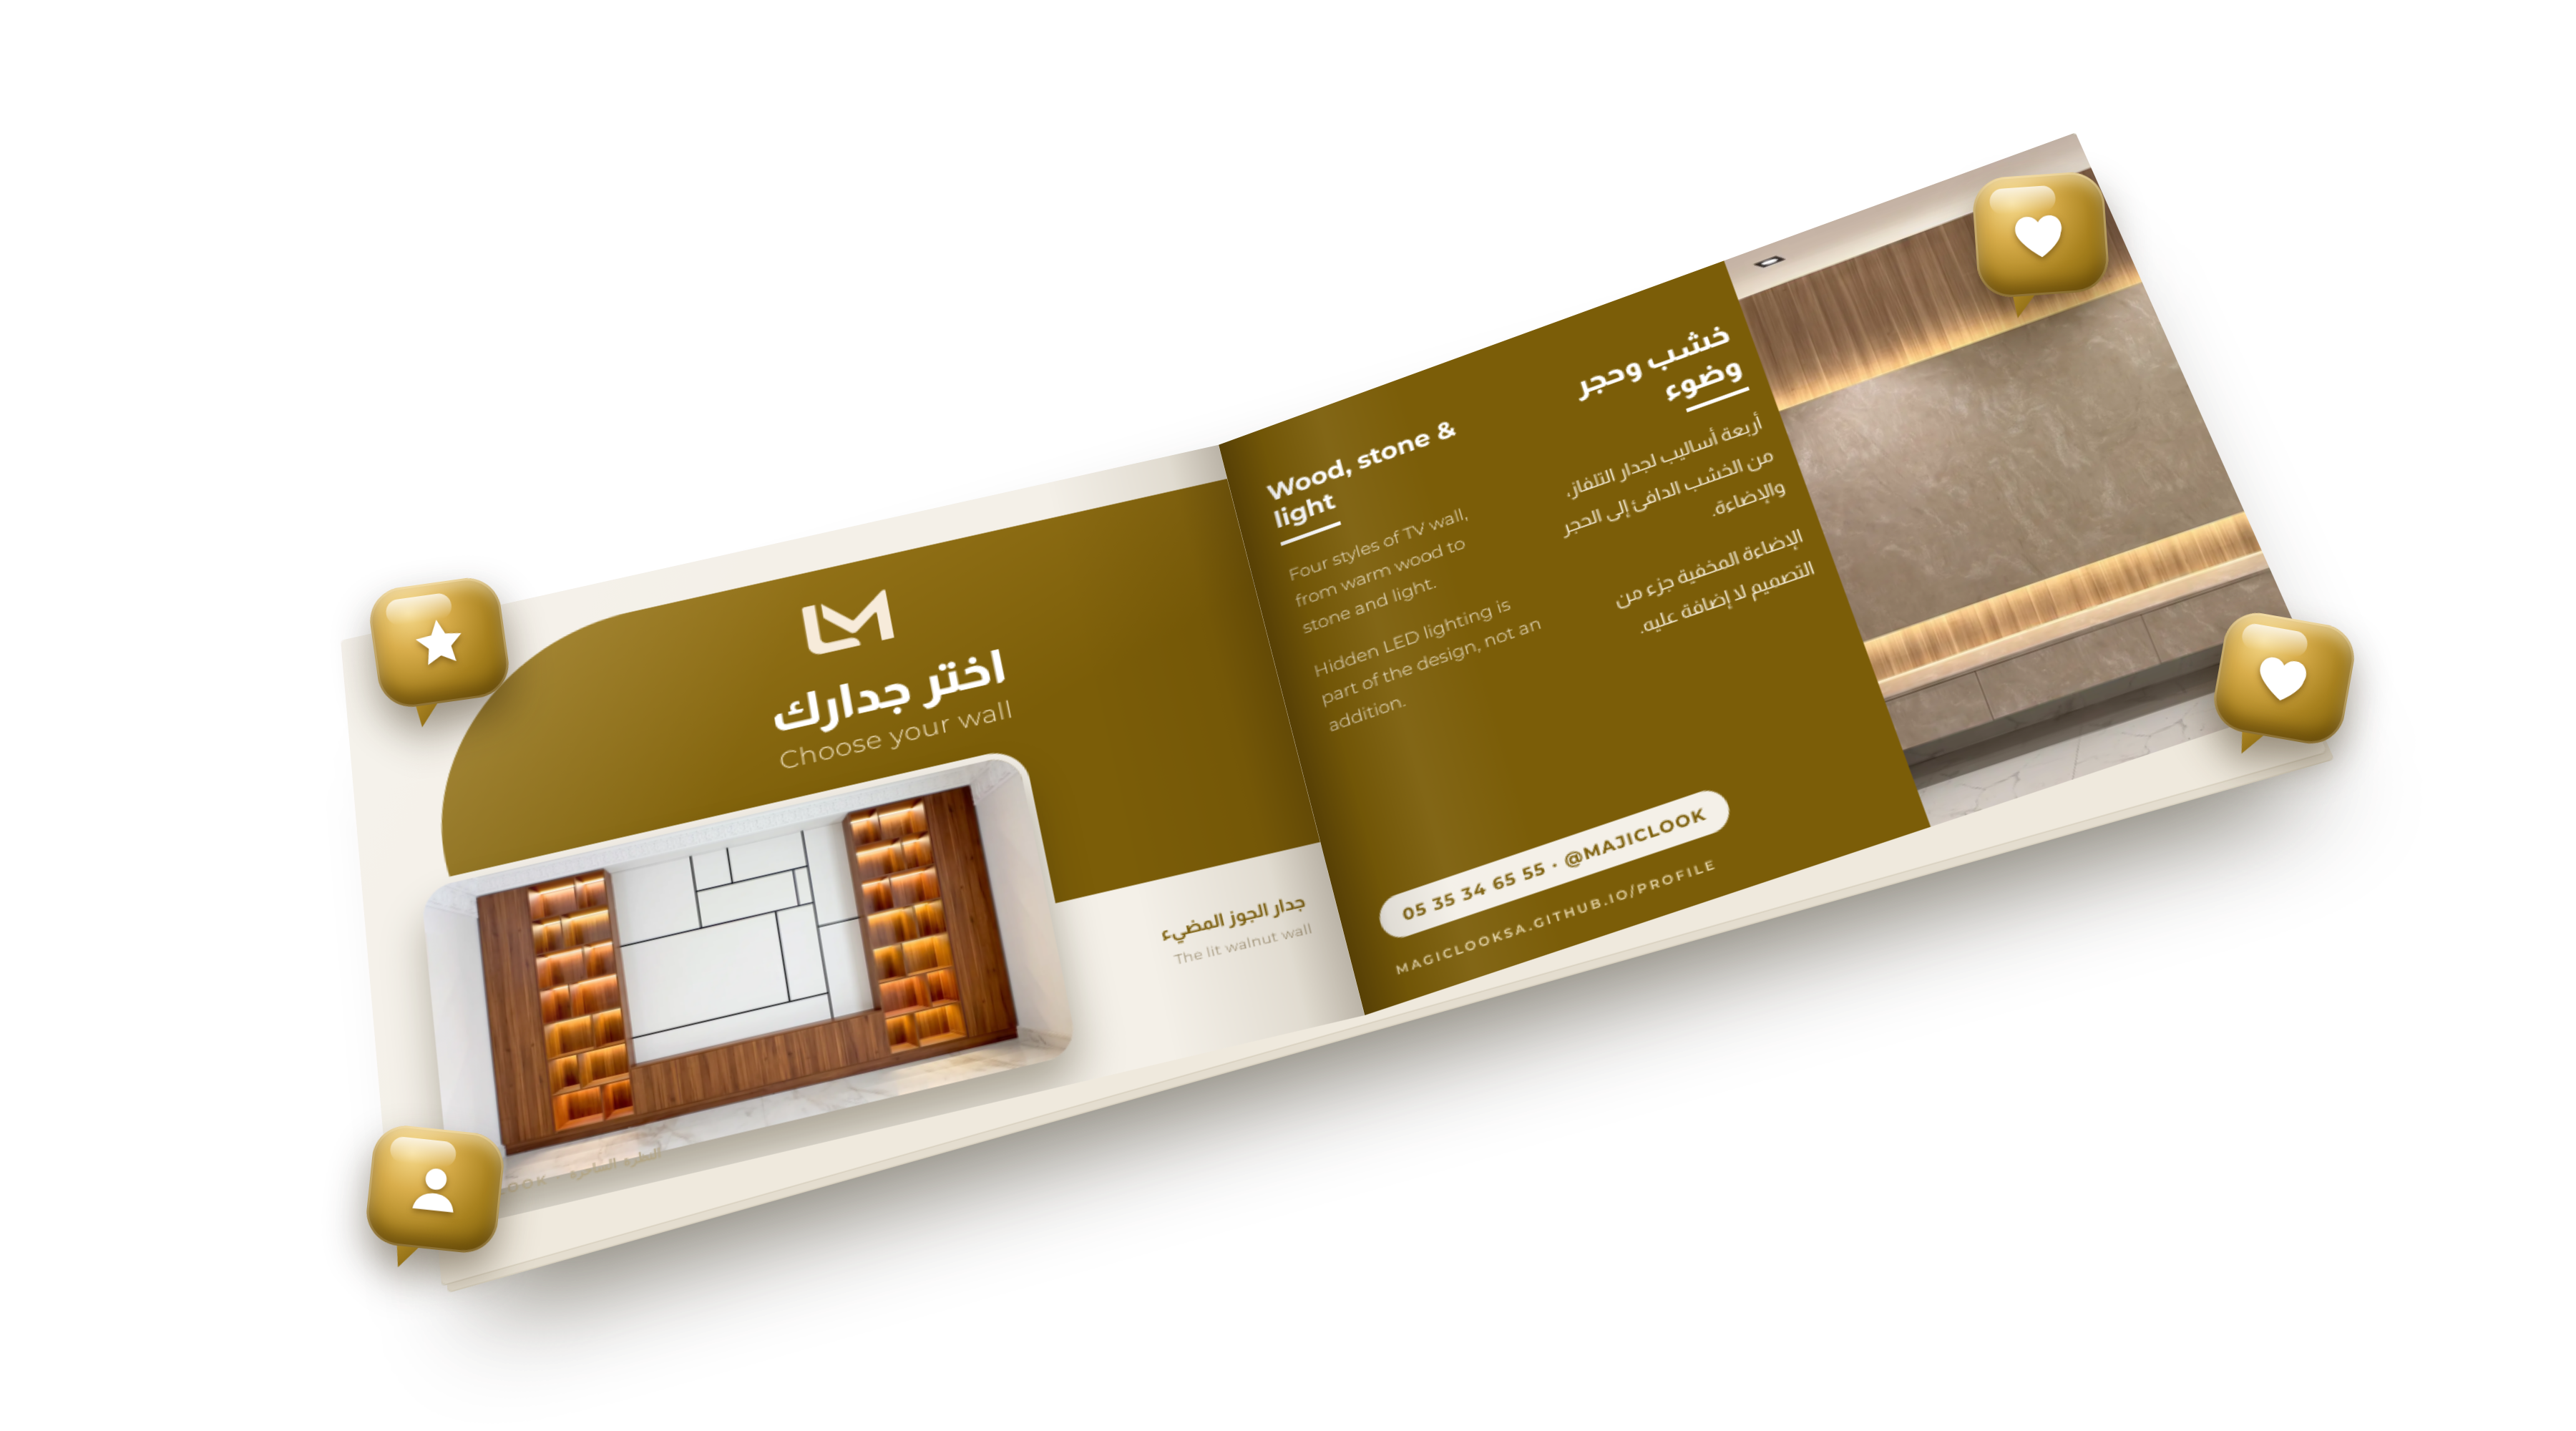 اختر جدارك
Choose your wall
جدار الجوز المضيء
The lit walnut wall
OOK
Wood, stone &
light
Four styles of TV wall,
from warm wood to
stone and light.
Hidden LED lighting is
part of the design, not an
addition.
خشب وحجر
وضوء
أربعة أساليب لجدار التلفاز،
من الخشب الدافئ إلى الحجر
والإضاءة.
الإضاءة المخفية جزء من
التصميم لا إضافة عليه.
05 35 34 65 55 · @MAJICLOOK
MAGICLOOKSA.GITHUB.IO/PROFILE